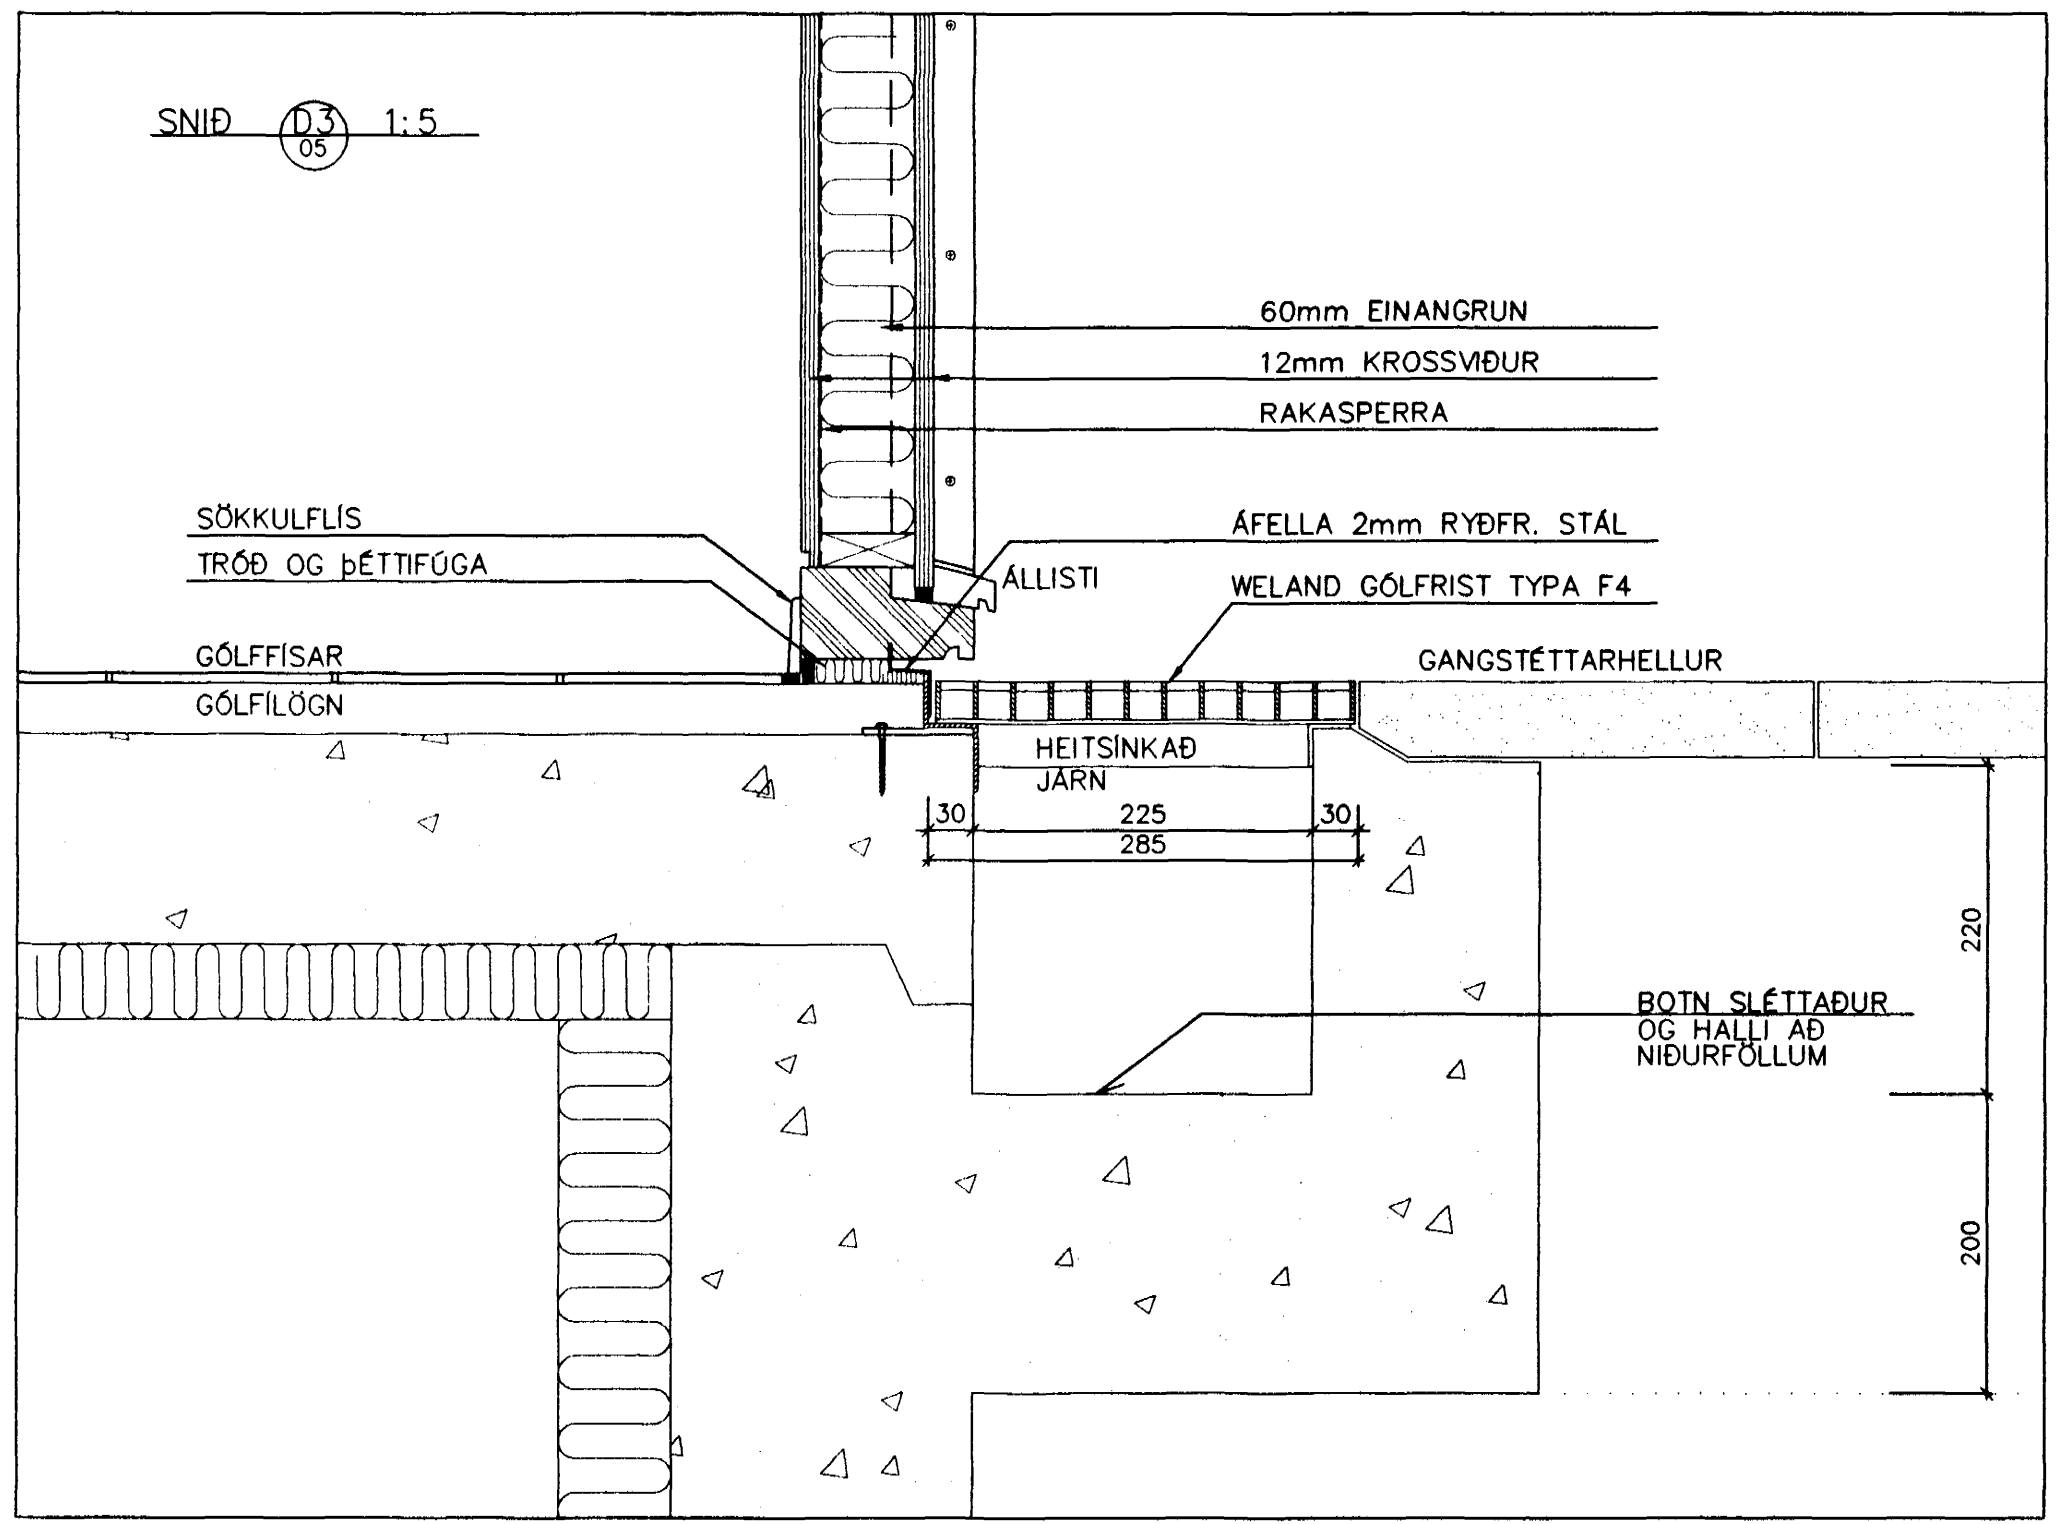 SNIÐ D3 1:5
05
60mm EINANGRUN
12mm KROSSVIÐUR
RAKASPERRA
SÖKKULFLÍS
ÁFELLA 2mm RYÐFR. STÁL
TRÓÐ OG ÞÉTTIFÚGA
ÁLLISTI
WELAND GÓLFRIST TYPA F4
GÓLFFÍSAR
GANGSTÉTTARHELLUR
GÓLFÍLÖGN
HEITSÍNKAÐ
JÁRN
30 225 30
285
220
BOTN SLÉTTAÐUR
OG HALLI AÐ
NIÐURFÖLLUM
200